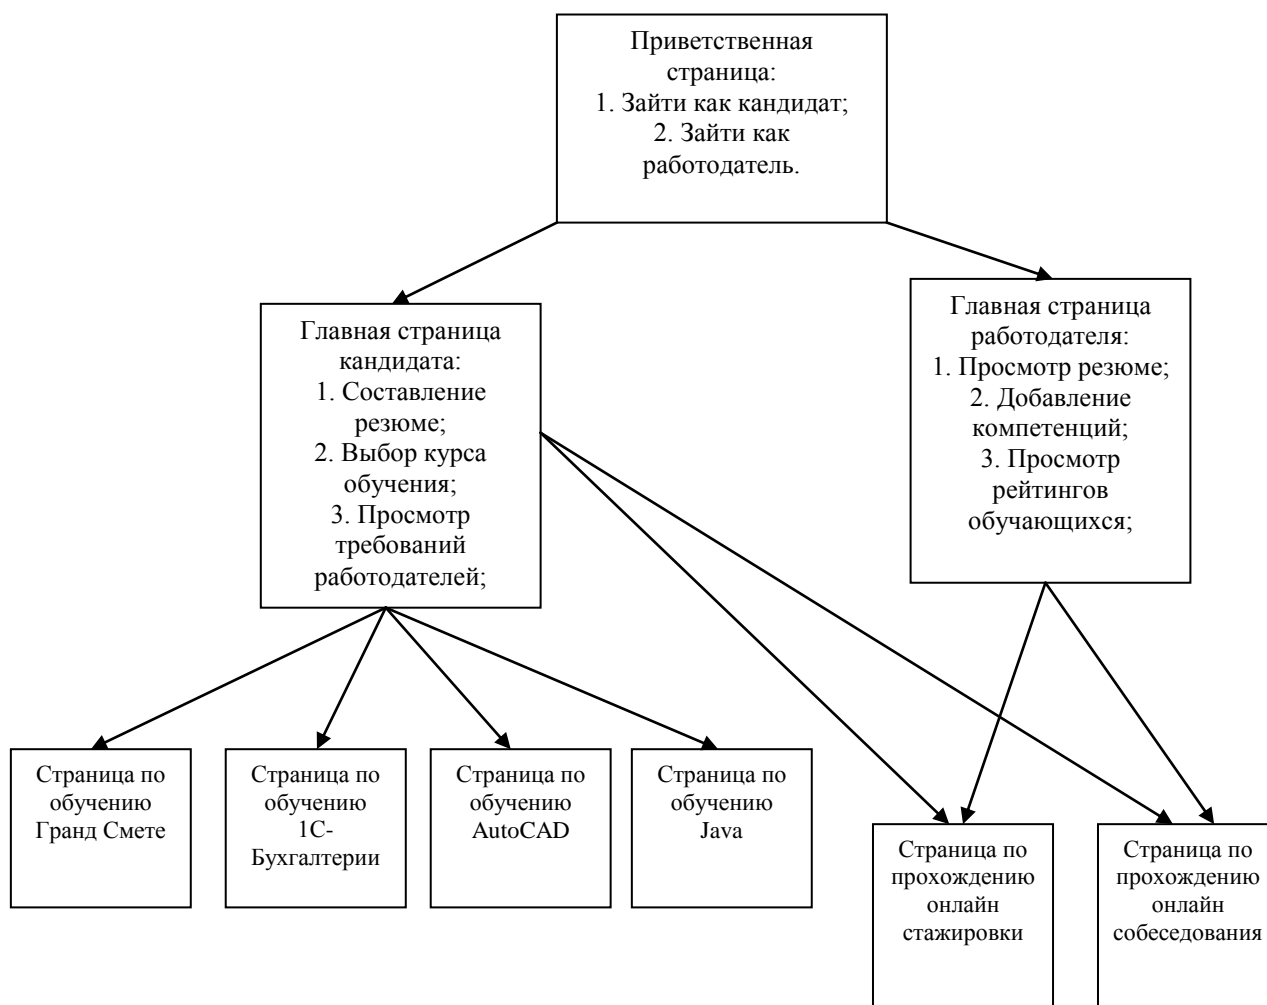 Приветственная
страница:
1. Зайти как кандидат;
2. Зайти как
работодатель.
Главная страница
кандидата:
1. Составление
резюме;
2. Выбор курса
обучения;
3. Просмотр
требований
работодателей;
Главная страница
работодателя:
1. Просмотр резюме;
2. Добавление
компетенций;
3. Просмотр
рейтингов
обучающихся;
Страница по
обучению
Гранд Смете
Страница по
обучению
1С-
Бухгалтерии
Страница по
обучению
AutoCAD
Страница по
обучению
Java
Страница по
прохождению
онлайн
стажировки
Страница по
прохождению
онлайн
собеседования